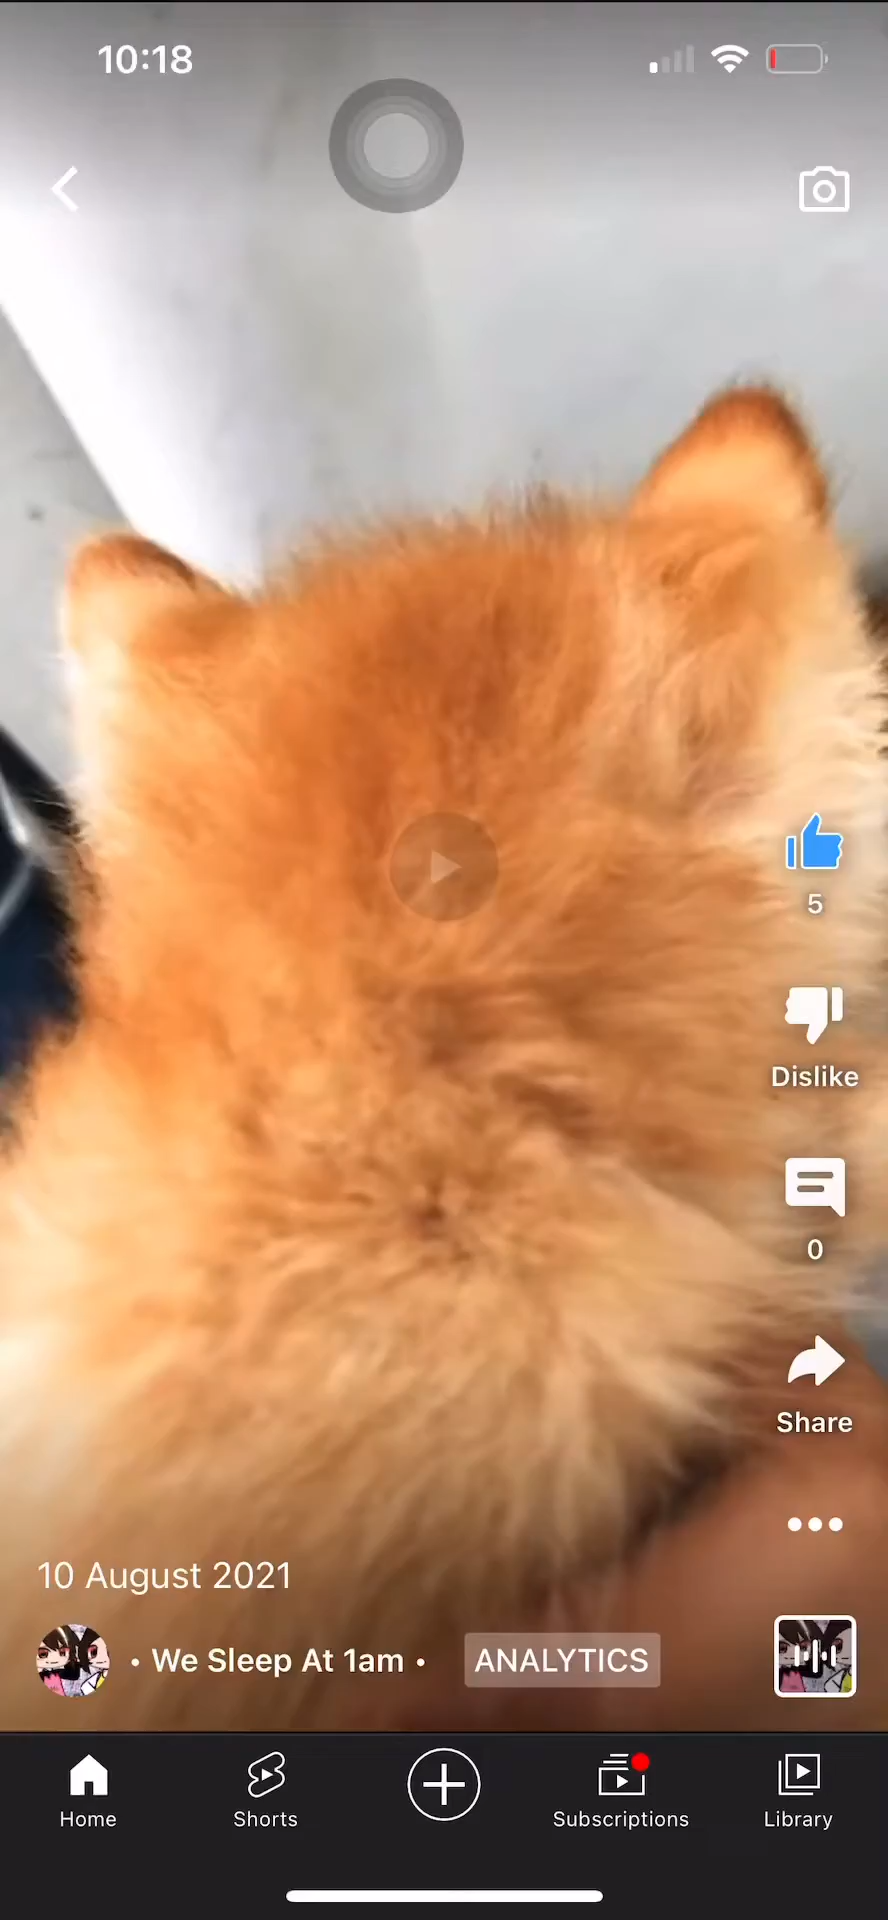 10:18
5
Dislike
0
Share
10 August 2021
• We Sleep At 1am •
ANALYTICS
Home
Shorts
Subscriptions
Library